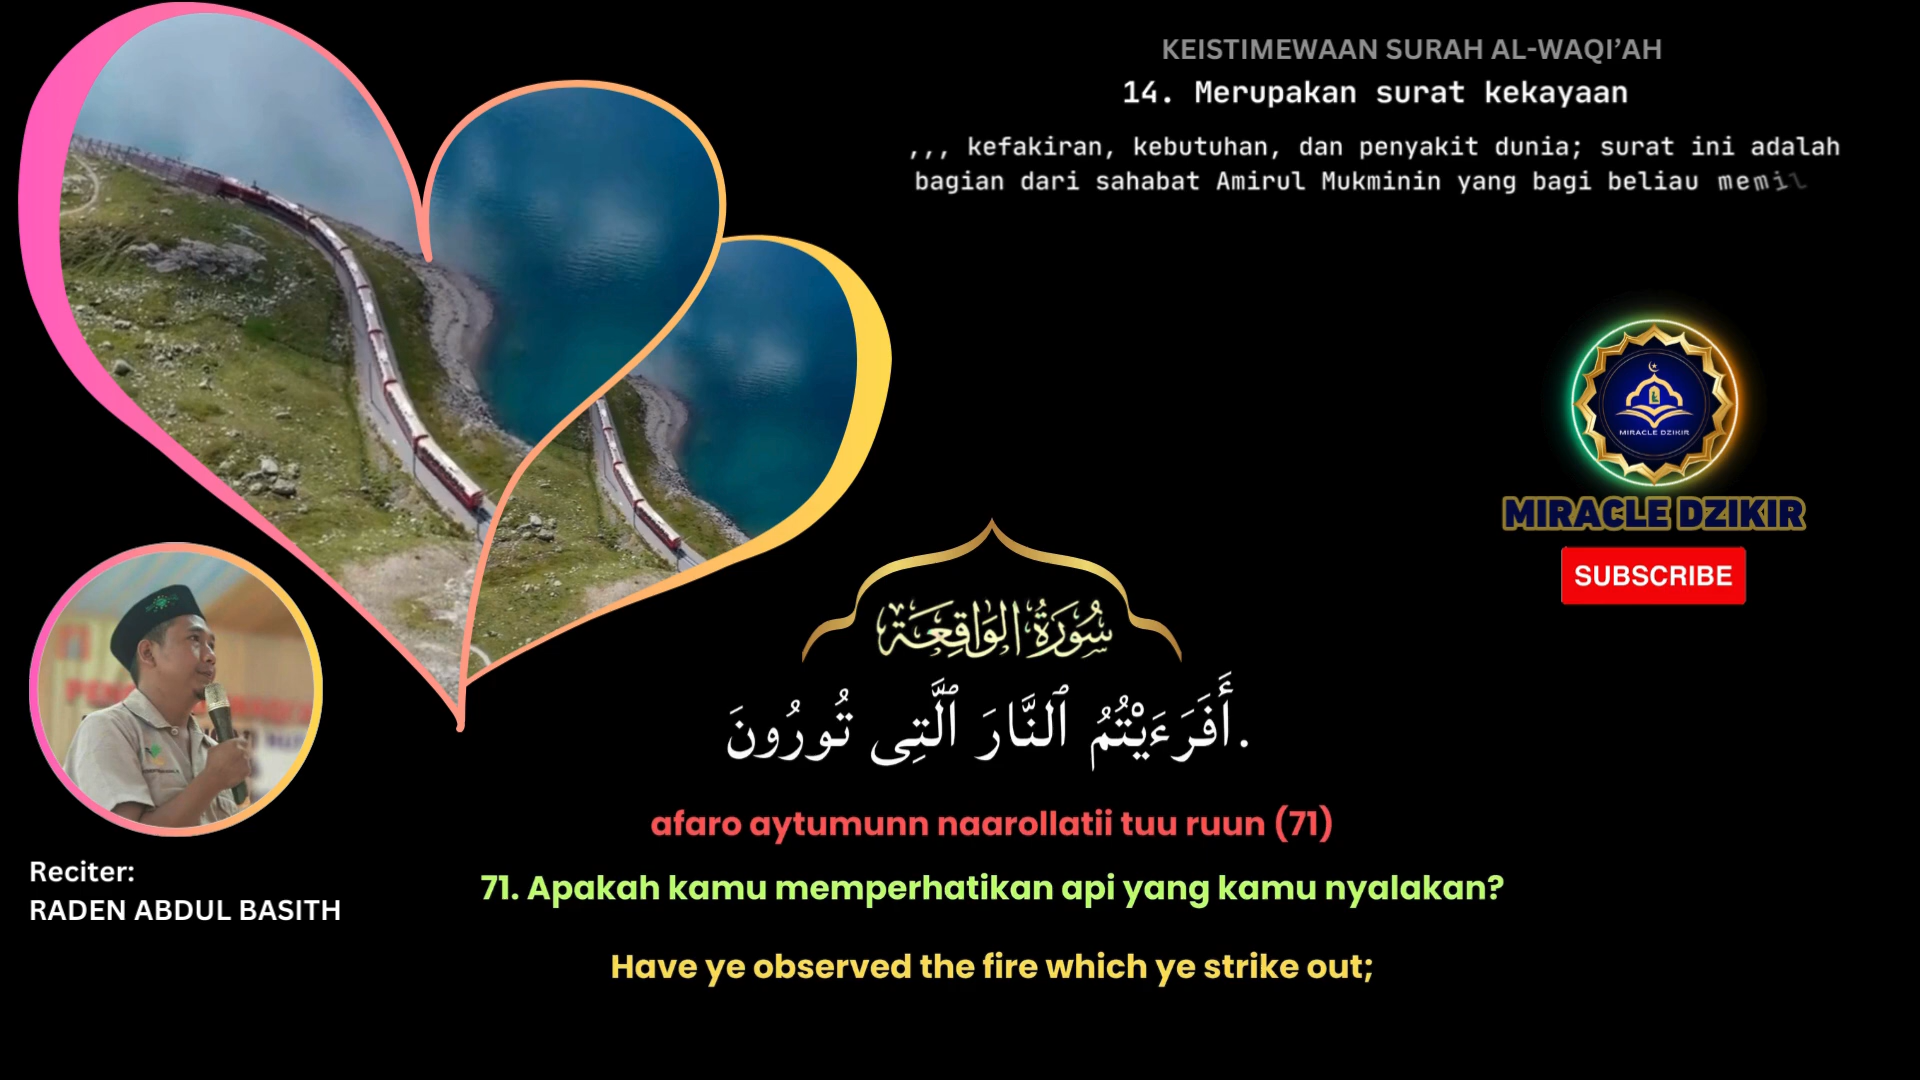 KEISTIMEWAAN SURAH AL-WAQI’AH
14. Merupakan surat kekayaan
,,, kefakiran, kebutuhan, dan penyakit dunia; surat ini adalah
bagian dari sahabat Amirul Mukminin yang bagi beliau memil
MIRACLE DZIKIR
MIRACLE DZIKIR
SUBSCRIBE
سُورَةُ الوَاقِعَة
أَفَرَءَيْتُمُ ٱلنَّارَ ٱلَّتِى تُورُونَ.
afaro aytumunn naarollatii tuu ruun (71)
71. Apakah kamu memperhatikan api yang kamu nyalakan?
Have ye observed the fire which ye strike out;
Reciter:
RADEN ABDUL BASITH